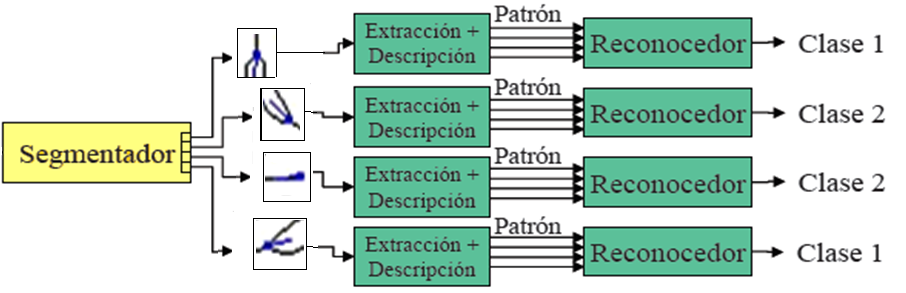 Segmentador
Extracción +
Descripción
Patrón
Reconocedor
Clase 1
Extracción +
Descripción
Patrón
Reconocedor
Clase 2
Extracción +
Descripción
Patrón
Reconocedor
Clase 2
Extracción +
Descripción
Patrón
Reconocedor
Clase 1